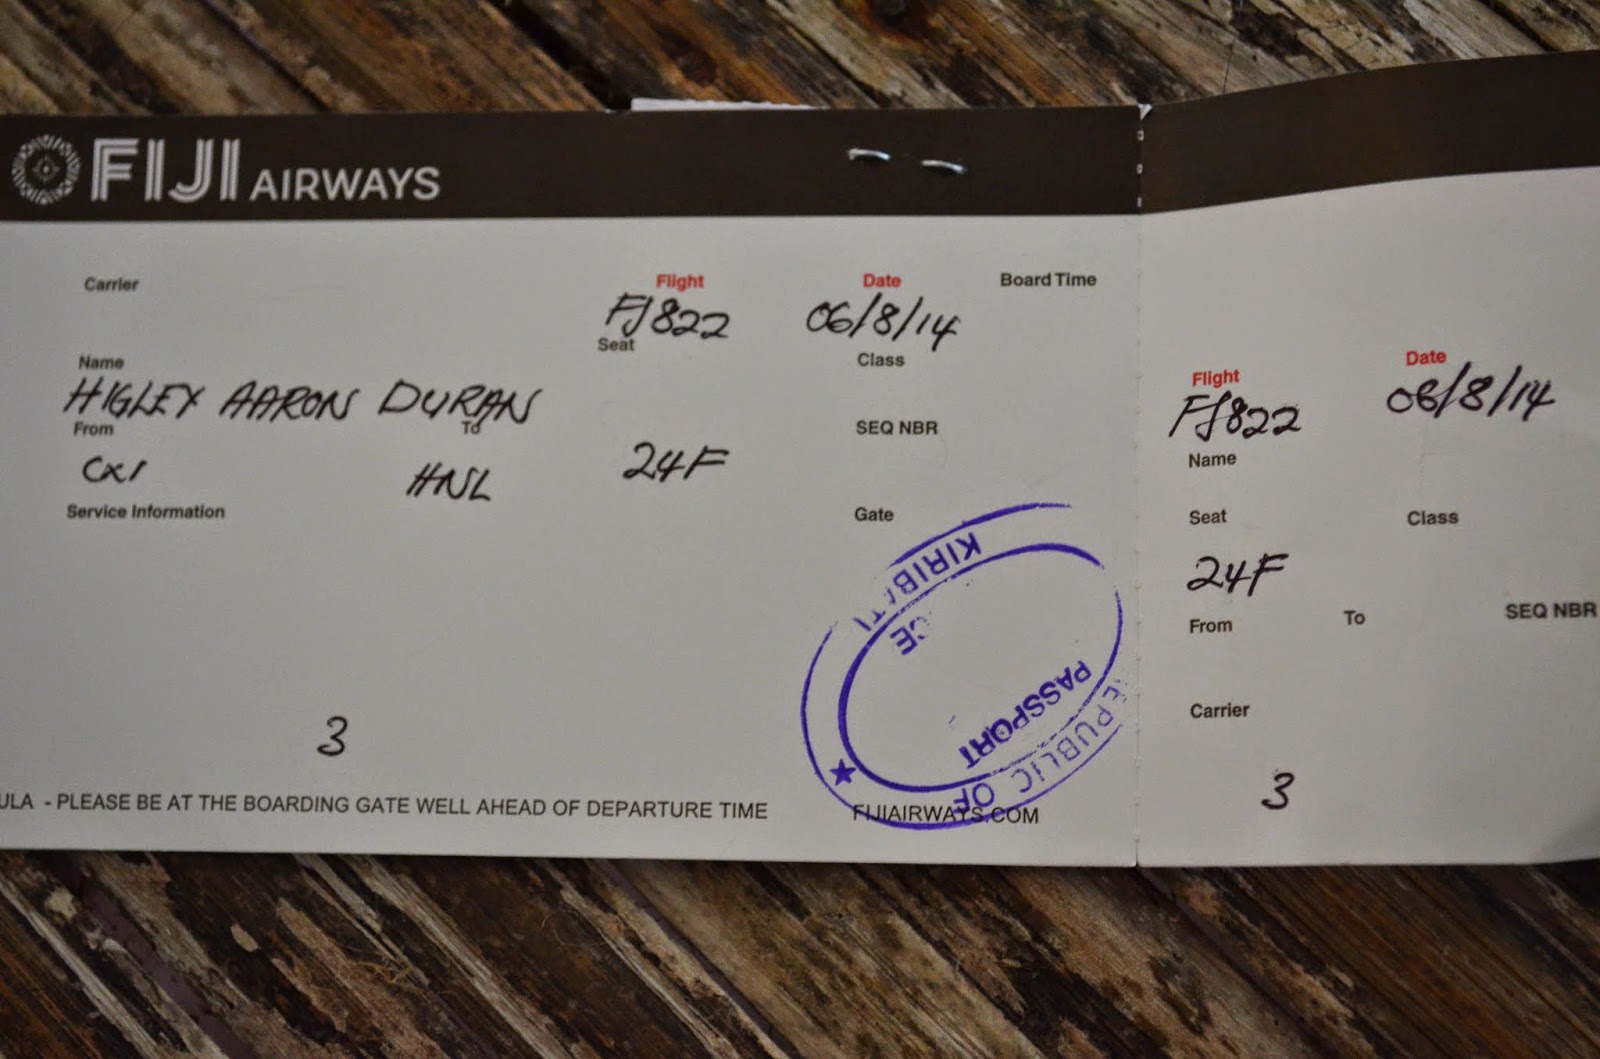 FIJI AIRWAYS
Carrier Flight Date Board Time
FJ822 06/8/14
Seat Class
Name
HIGLEY AARON DURAN
From To SEQ NBR
CXI HNL 24F
Service Information Gate
KIRIBATI
CE
PASSPORT
REPUBLIC OF
3
ULA - PLEASE BE AT THE BOARDING GATE WELL AHEAD OF DEPARTURE TIME FIJIAIRWAYS.COM
Flight Date
FJ822 06/8/14
Name
Seat Class
24F
From To SEQ NBR
Carrier
3